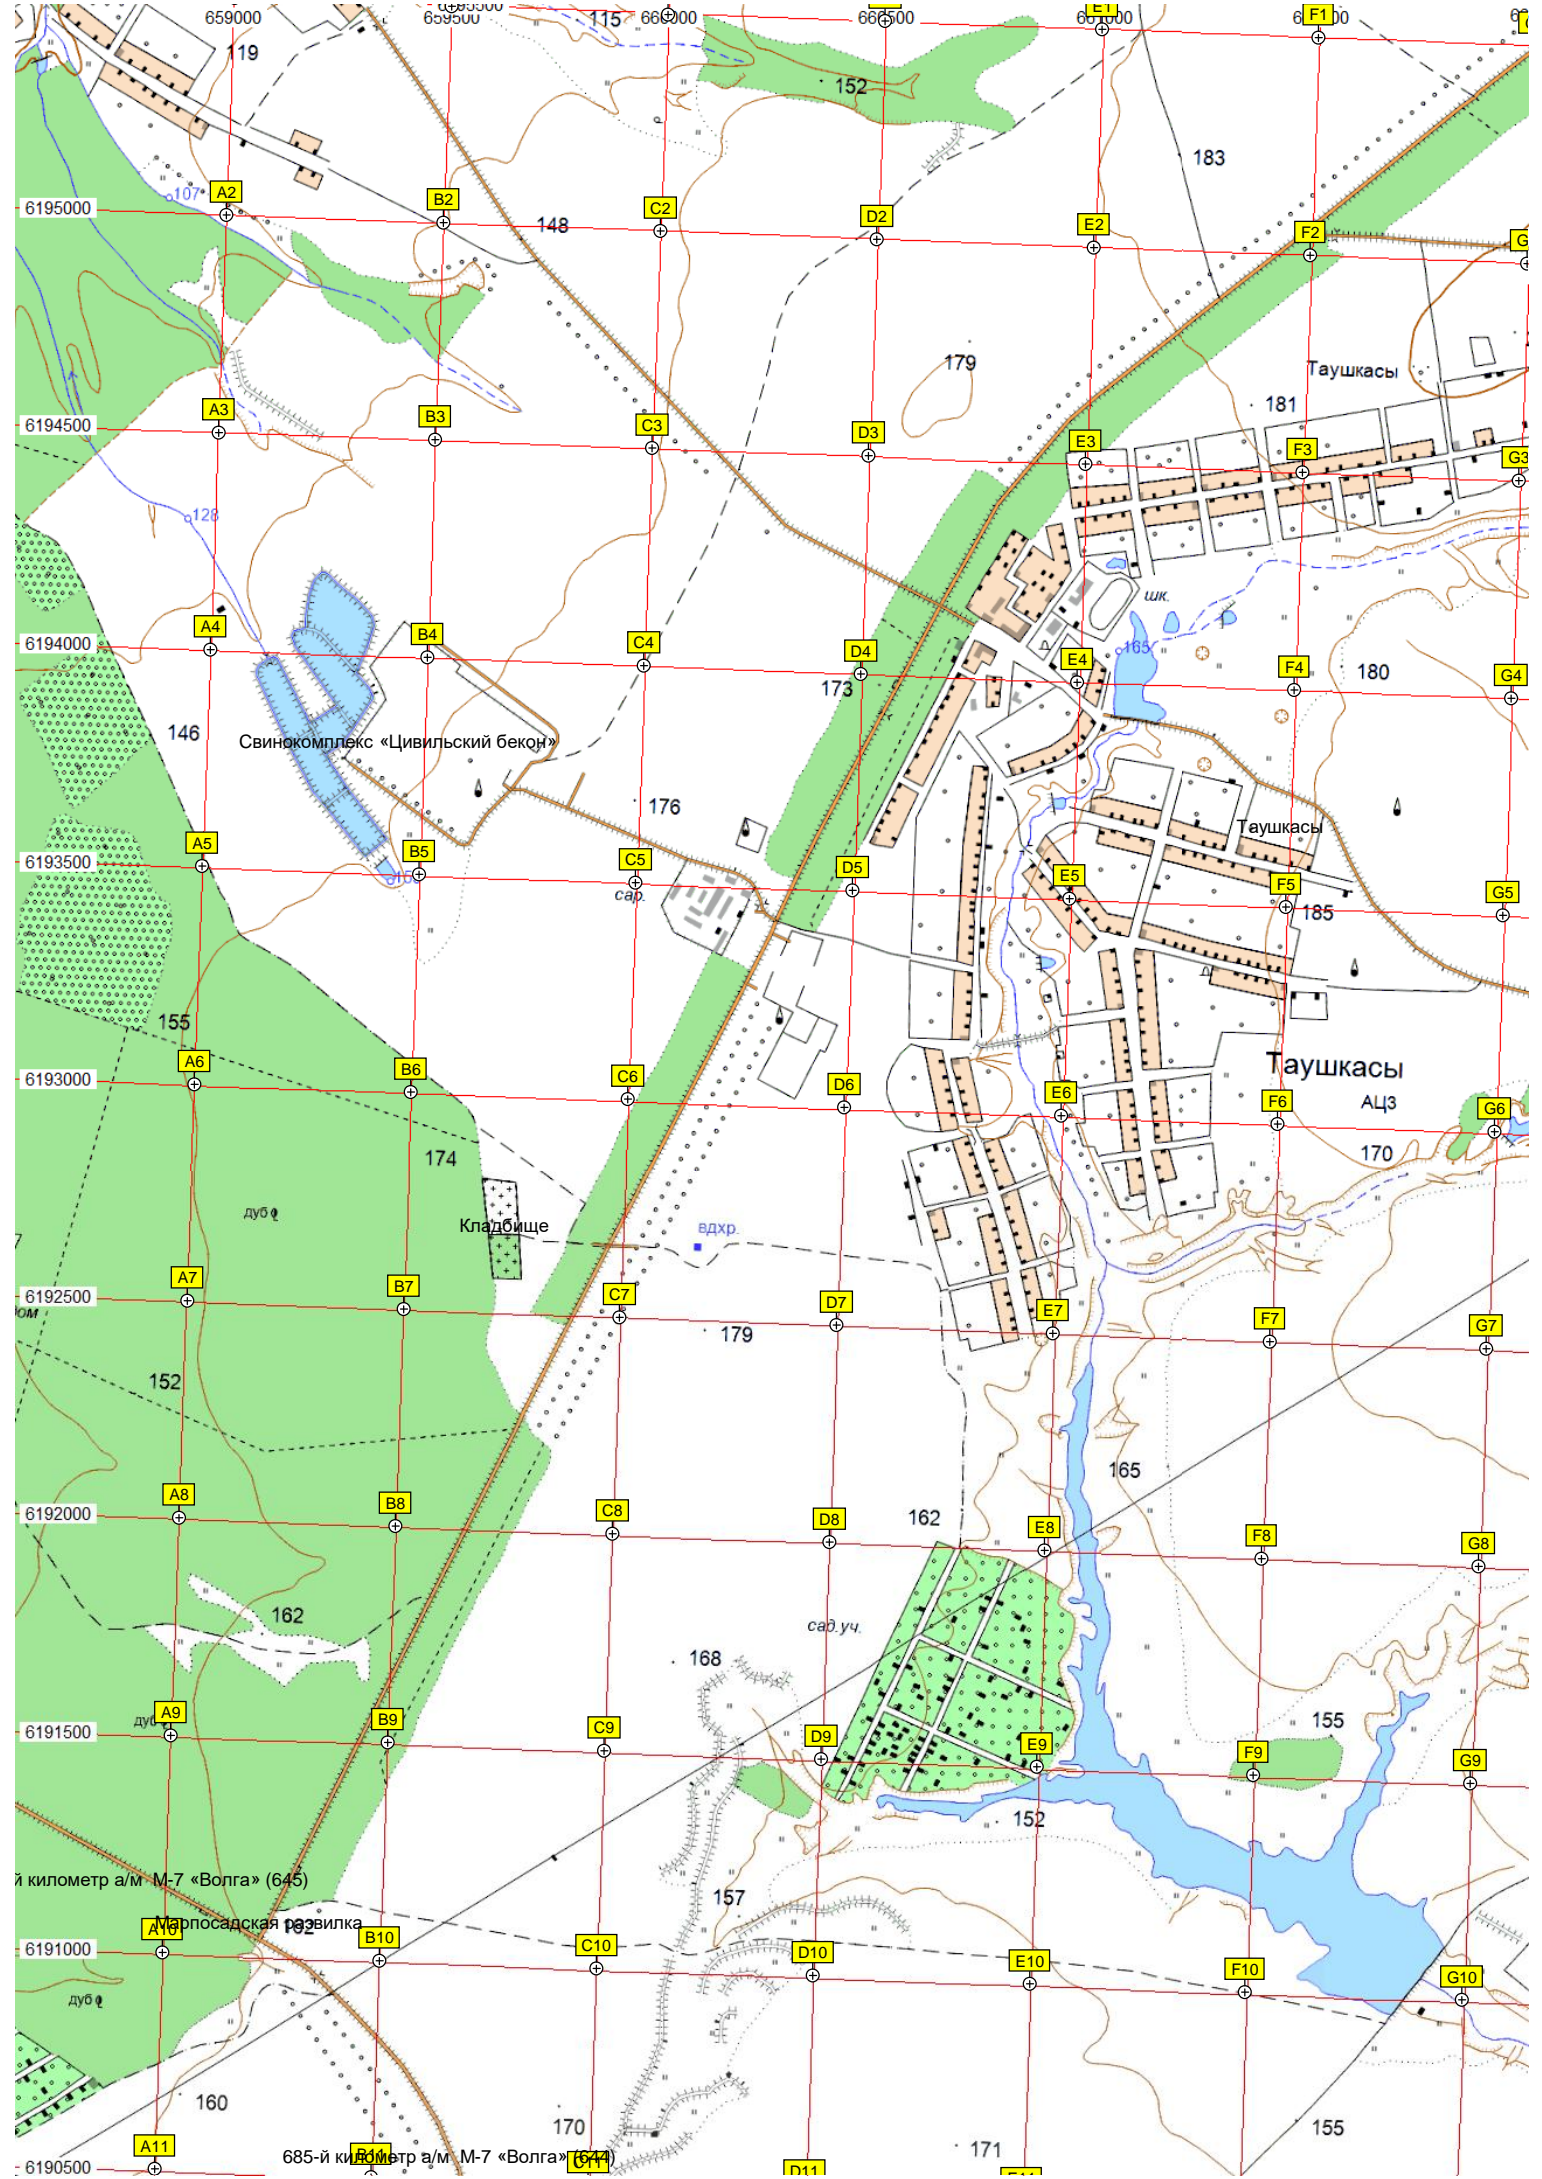 659000
659500
115
E1
F1
119
152
183
107
A2
B2
C2
D2
E2
F2
G
6195000
148
179
Таушкасы
181
A3
B3
C3
D3
E3
F3
G3
6194500
128
шк.
165
A4
B4
C4
D4
E4
F4
G4
6194000
173
180
146
Свинокомплекс «Цивильский бекон»
176
Таушкасы
A5
B5
C5
D5
E5
F5
G5
6193500
сар.
185
155
A6
B6
C6
D6
E6
F6
G6
6193000
Таушкасы
АЦЗ
174
170
дуб
Кладбище
вдхр.
A7
B7
C7
D7
E7
F7
G7
6192500
ом
179
152
165
A8
B8
C8
D8
E8
F8
G8
6192000
162
162
сад.уч.
168
155
дуб
A9
B9
C9
D9
E9
F9
G9
6191500
152
й километр а/м М-7 «Волга» (645)
157
Марпосадская развилка
A10
B10
C10
D10
E10
F10
G10
6191000
дуб
160
170
171
155
A11
B11
685-й километр а/м М-7 «Волга» (644)
C11
D11
E11
6190500